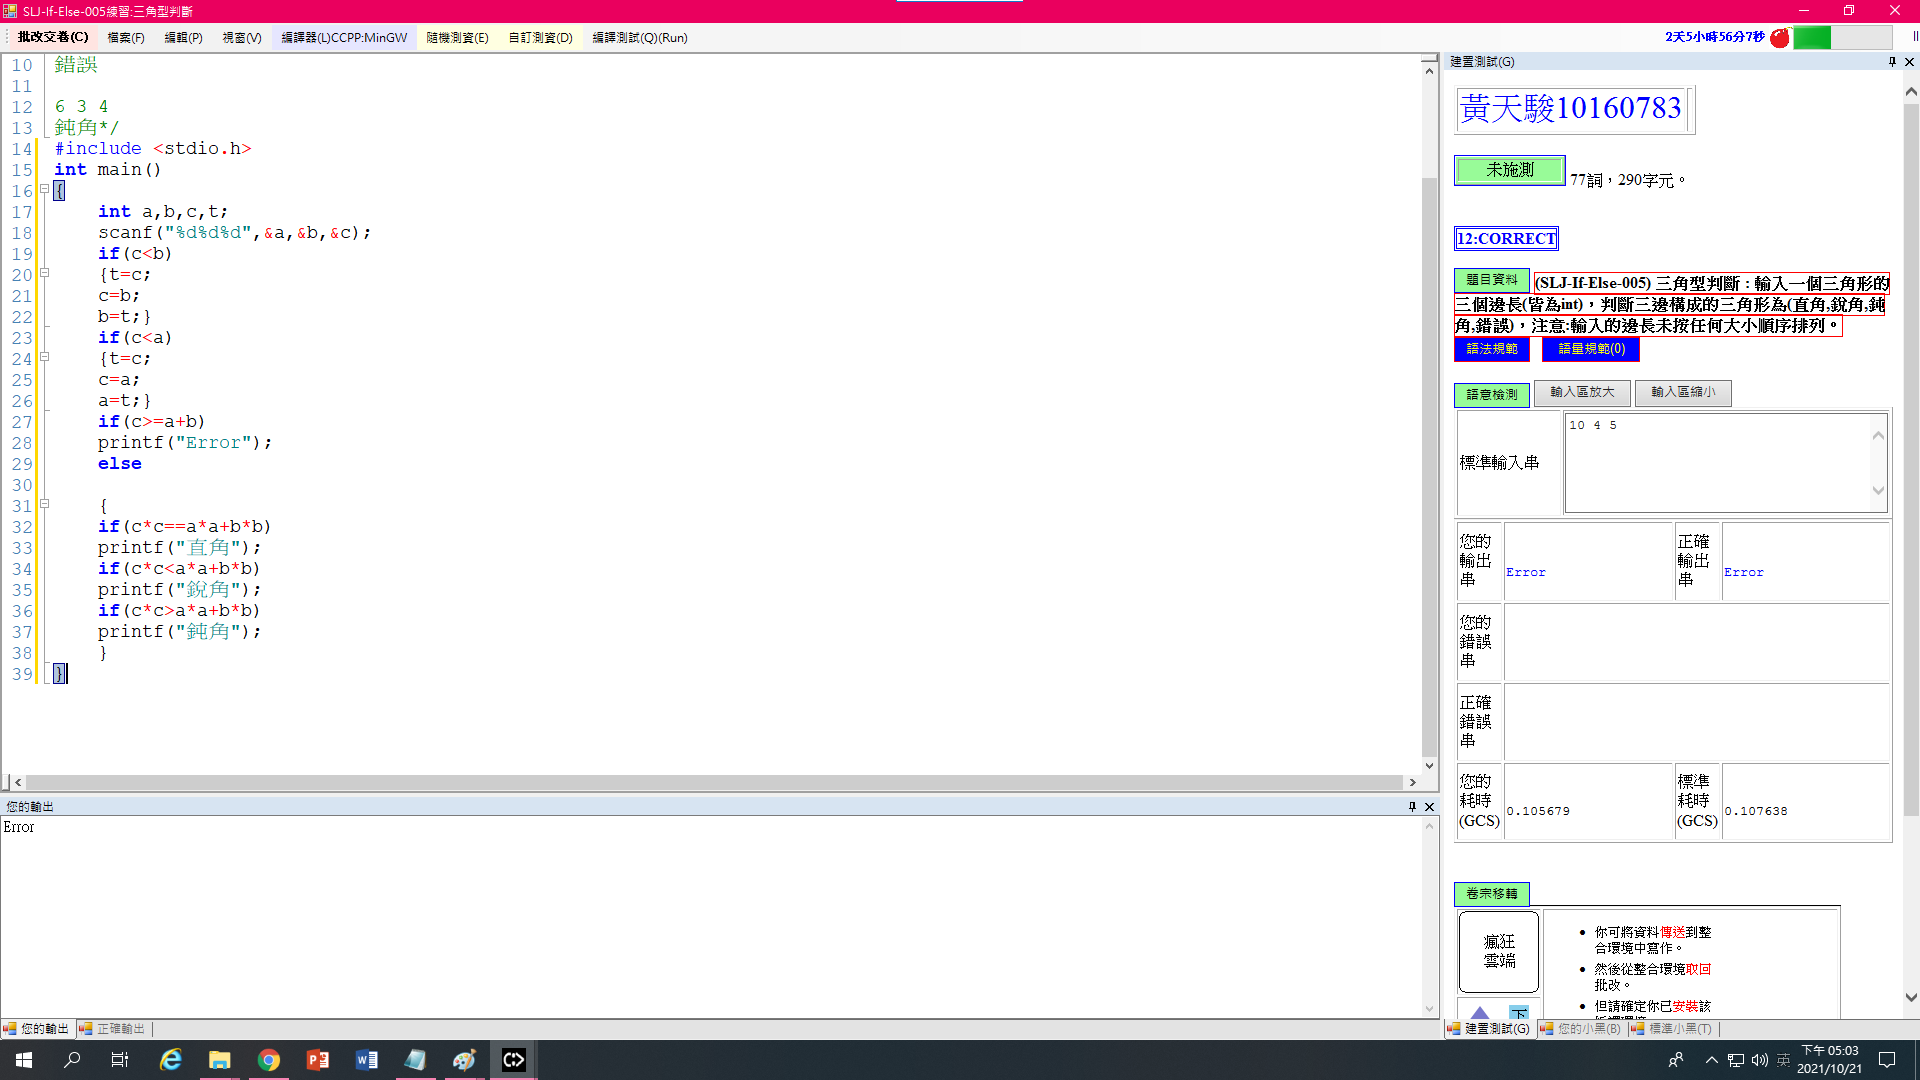 SLJ-If-Else-005練習:三角型判斷
批改交卷(C) 檔案(F) 編輯(P) 視窗(V) 編譯器(L)CCPP:MinGW 隨機測資(E) 自訂測資(D) 編譯測試(Q)(Run) 2天5小時56分7秒
10 錯誤
11
12 6 3 4
13 鈍角*/
14 #include <stdio.h>
15 int main()
16 {
17 int a,b,c,t;
18 scanf("%d%d%d",&a,&b,&c);
19 if(c<b)
20 {t=c;
21 c=b;
22 b=t;}
23 if(c<a)
24 {t=c;
25 c=a;
26 a=t;}
27 if(c>=a+b)
28 printf("Error");
29 else
30
31 {
32 if(c*c==a*a+b*b)
33 printf("直角");
34 if(c*c<a*a+b*b)
35 printf("銳角");
36 if(c*c>a*a+b*b)
37 printf("鈍角");
38 }
39 }
您的輸出
Error
您的輸出 正確輸出
建置測試(G)
黃天駿10160783
未施測 77詞，290字元。
12:CORRECT
題目資料 (SLJ-If-Else-005) 三角型判斷：輸入一個三角形的
三個邊長(皆為int)，判斷三邊構成的三角形為(直角,銳角,鈍
角,錯誤)，注意:輸入的邊長未按任何大小順序排列。
語法規範 語量規範(0)
語意檢測 輸入區放大 輸入區縮小
標準輸入串 10 4 5
您的
輸出
串 Error
正確
輸出
串 Error
您的
錯誤
串
正確
錯誤
串
您的
耗時
(GCS) 0.105679
標準
耗時
(GCS) 0.107638
卷宗移轉
瘋狂
雲端
下
• 你可將資料傳送到整
合環境中寫作。
• 然後從整合環境取回
批改。
• 但請確定你已安裝該
建置測試(G) 您的小黑(B) 標準小黑(T)
英
下午 05:03
2021/10/21